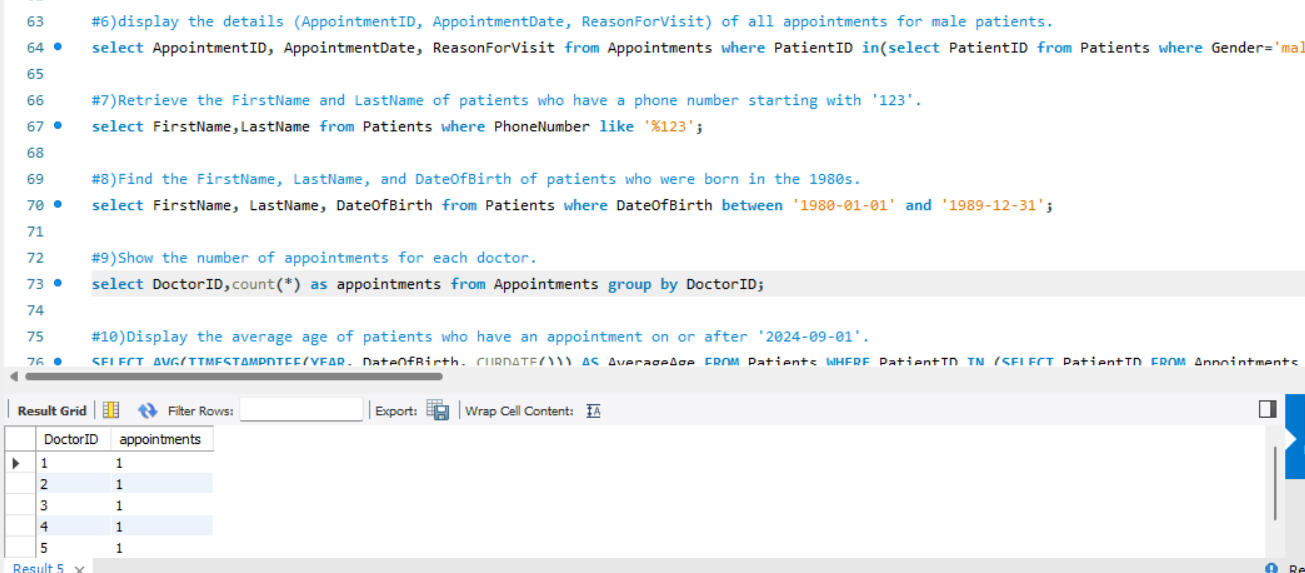 63 #6)display the details (AppointmentID, AppointmentDate, ReasonForVisit) of all appointments for male patients.
64 select AppointmentID, AppointmentDate, ReasonForVisit from Appointments where PatientID in(select PatientID from Patients where Gender='mal
65
66 #7)Retrieve the FirstName and LastName of patients who have a phone number starting with '123'.
67 select FirstName,LastName from Patients where PhoneNumber like '%123';
68
69 #8)Find the FirstName, LastName, and DateOfBirth of patients who were born in the 1980s.
70 select FirstName, LastName, DateOfBirth from Patients where DateOfBirth between '1980-01-01' and '1989-12-31';
71
72 #9)Show the number of appointments for each doctor.
73 select DoctorID,count(*) as appointments from Appointments group by DoctorID;
74
75 #10)Display the average age of patients who have an appointment on or after '2024-09-01'.
76 SELECT AVG(TIMESTAMPDIFF(YEAR, DateOfBirth, CURDATE())) AS AverageAge FROM Patients WHERE PatientID IN (SELECT PatientID FROM Appointments
Result Grid Filter Rows: Export: Wrap Cell Content:
DoctorID appointments
1 1
2 1
3 1
4 1
5 1
Result 5 Re